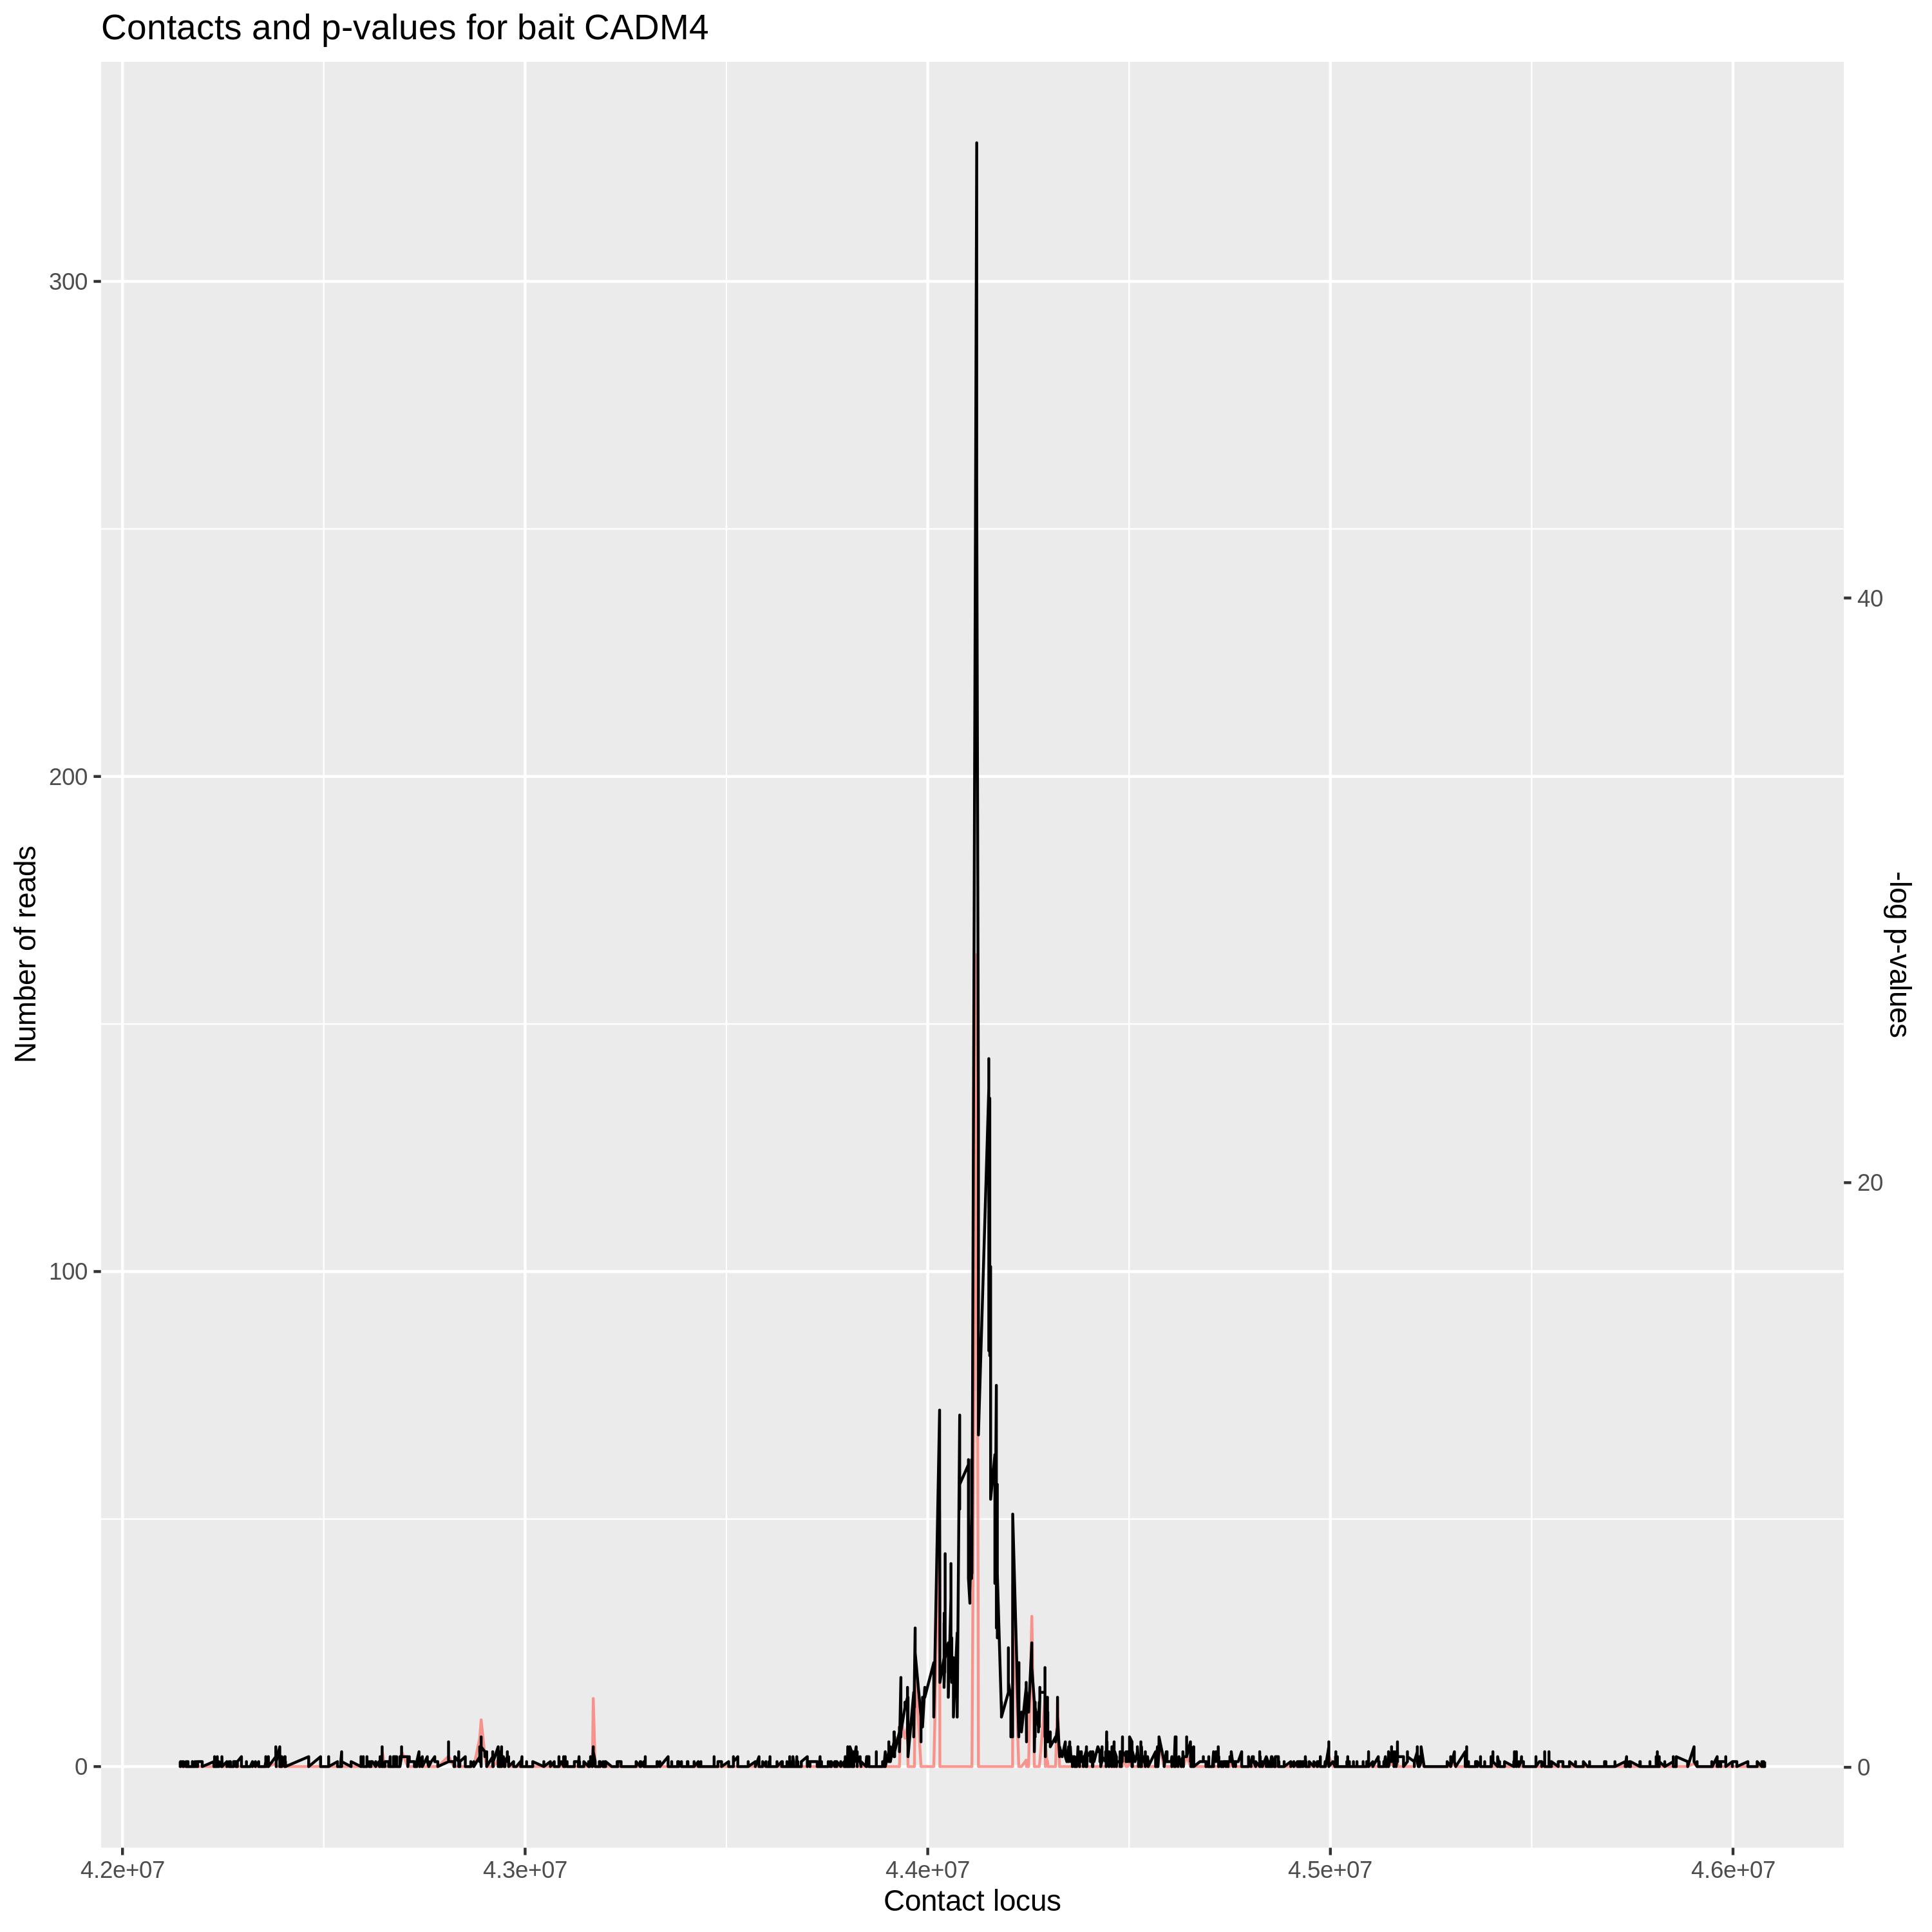 Contacts and p-values for bait CADM4
300
200
100
0
Number of reads
40
20
0
-log p-values
4.2e+07
4.3e+07
4.4e+07
4.5e+07
4.6e+07
Contact locus